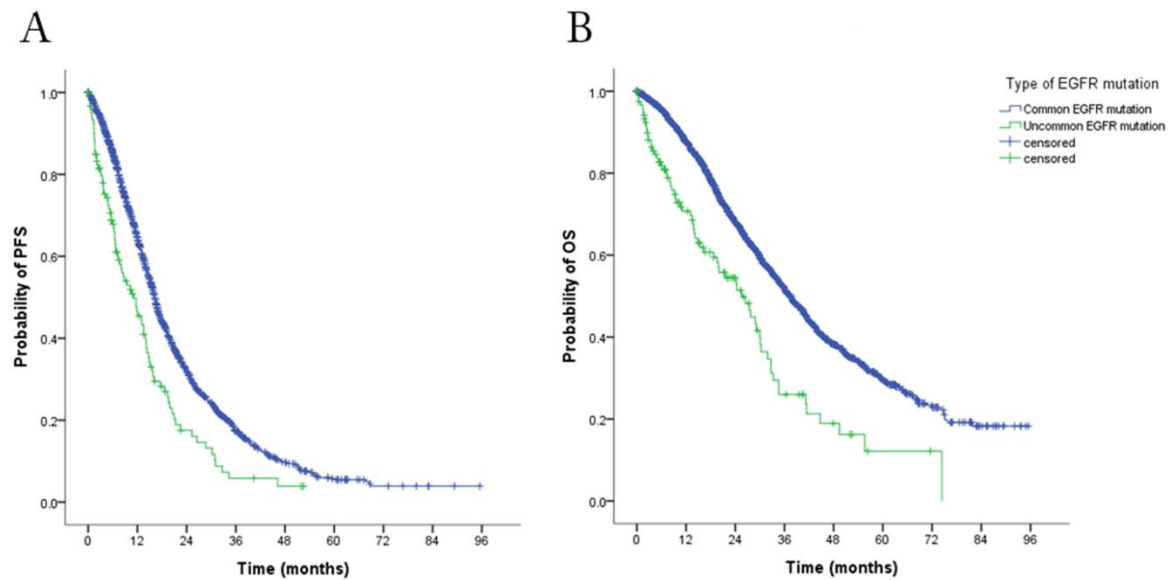 A
B
Type of EGFR mutation
Common EGFR mutation
Uncommon EGFR mutation
censored
censored
Probability of PFS
1.0
0.8
0.6
0.4
0.2
0.0
0 12 24 36 48 60 72 84 96
Time (months)
Probability of OS
1.0
0.8
0.6
0.4
0.2
0.0
0 12 24 36 48 60 72 84 96
Time (months)